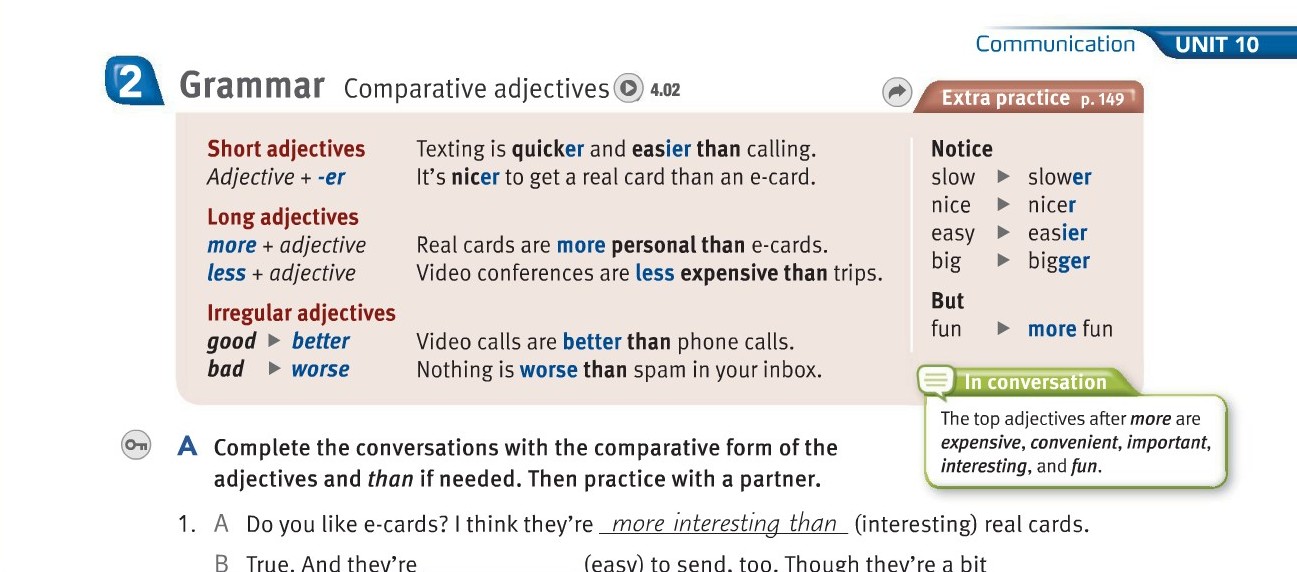 Communication UNIT 10
2 Grammar Comparative adjectives 4.02
Extra practice p. 149
Short adjectives Texting is quicker and easier than calling.
Adjective + -er It's nicer to get a real card than an e-card.
Long adjectives
more + adjective Real cards are more personal than e-cards.
less + adjective Video conferences are less expensive than trips.
Irregular adjectives
good ▶ better Video calls are better than phone calls.
bad ▶ worse Nothing is worse than spam in your inbox.
Notice
slow ▶ slower
nice ▶ nicer
easy ▶ easier
big ▶ bigger
But
fun ▶ more fun
In conversation
The top adjectives after more are
expensive, convenient, important,
interesting, and fun.
A Complete the conversations with the comparative form of the
adjectives and than if needed. Then practice with a partner.
1. A Do you like e-cards? I think they're more interesting than (interesting) real cards.
B True. And they're (easy) to send, too. Though they're a bit